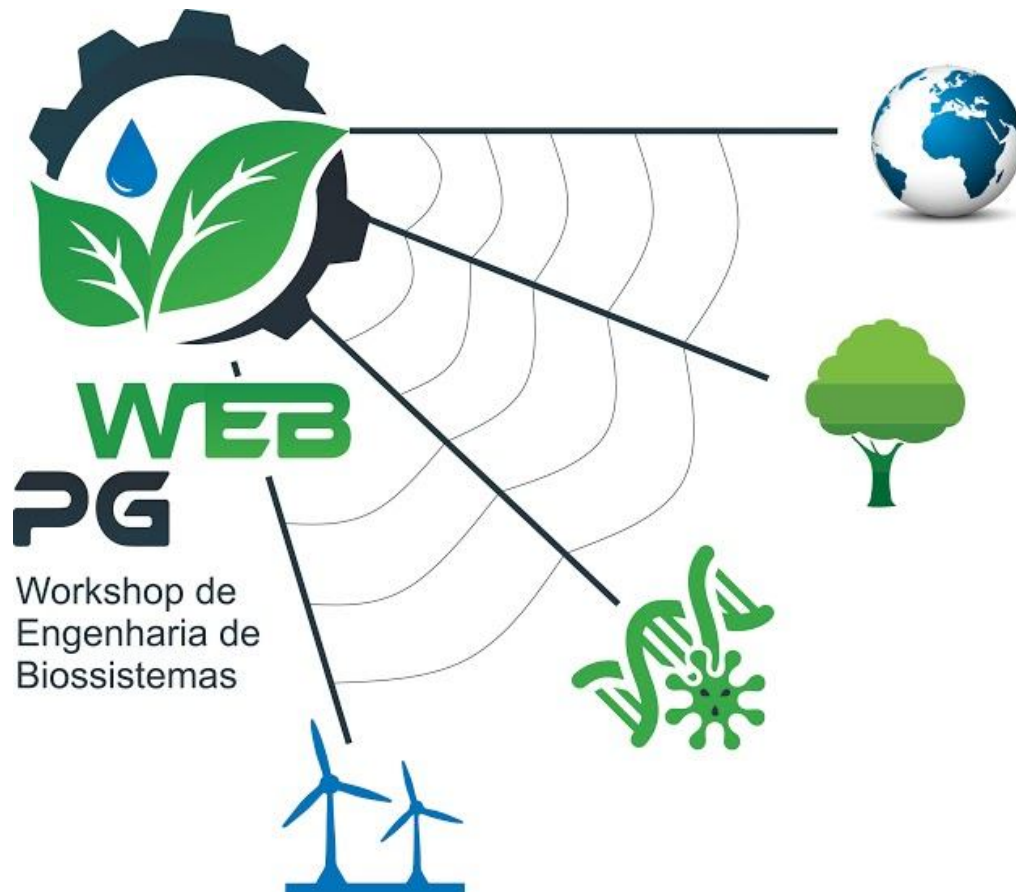 WEB
PG
Workshop de
Engenharia de
Biossistemas